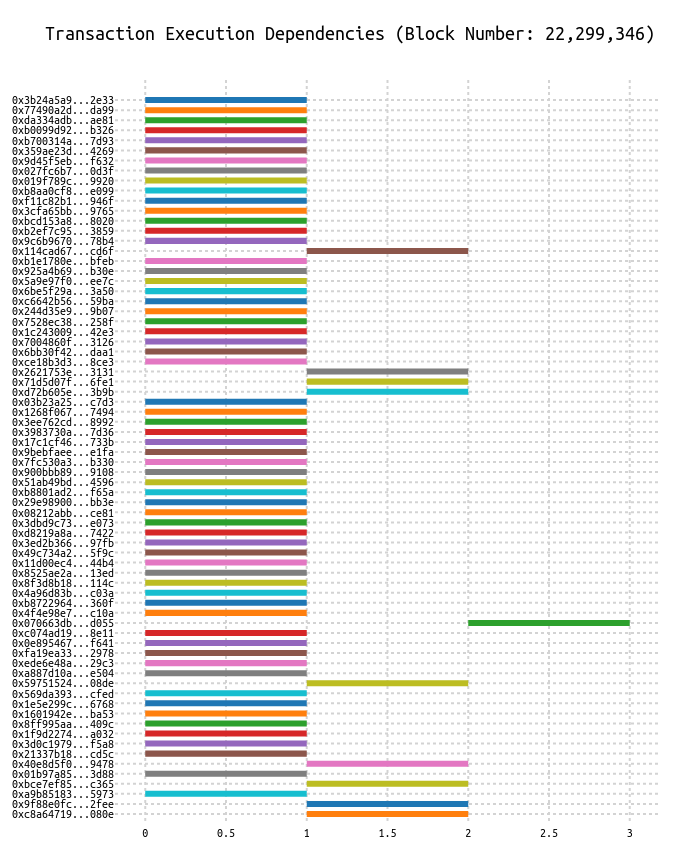 Transaction Execution Dependencies (Block Number: 22,299,346)
0x3b24a5a9...2e33
0x77490a2d...da99
0xda334adb...ae81
0xb0099d92...b326
0xb700314a...7d93
0x359ae23d...4269
0x9d45f5eb...f632
0x027fc6b7...0d3f
0x019f789c...9920
0xb8aa0cf8...e099
0xf11c82b1...946f
0x3cfa65bb...9765
0xbcd153a8...8020
0xb2ef7c95...3859
0x9c6b9670...78b4
0x114cad67...cd6f
0xb1e1780e...bfeb
0x925a4b69...b30e
0x5a9e97f0...ee7c
0x6be5f29a...3a50
0xc6642b56...59ba
0x244d35e9...9b07
0x7528ec38...258f
0x1c243009...42e3
0x7004860f...3126
0x6bb30f42...daa1
0xce18b3d3...8ce3
0x2621753e...3131
0x71d5d07f...6fe1
0xd72b605e...3b9b
0x03b23a25...c7d3
0x1268f067...7494
0x3ee762cd...8992
0x3983730a...7d36
0x17c1cf46...733b
0x9bebfaee...e1fa
0x7fc530a3...b330
0x900bbb89...9108
0x51ab49bd...4596
0xb8801ad2...f65a
0x29e98900...bb3e
0x08212abb...ce81
0x3dbd9c73...e073
0xd8219a8a...7422
0x3ed2b366...97fb
0x49c734a2...5f9c
0x11d00ec4...44b4
0x8525ae2a...13ed
0x8f3d8b18...114c
0x4a96d83b...c03a
0xb8722964...360f
0x4f4e98e7...c10a
0x070663db...d055
0xc074ad19...8e11
0x0e895467...f641
0xfa19ea33...2978
0xede6e48a...29c3
0xa887d10a...e504
0x59751524...08de
0x569da393...cfed
0x1e5e299c...6768
0x1601942e...ba53
0x8ff995aa...409c
0x1f9d2274...a032
0x3d0c1979...f5a8
0x21337b18...cd5c
0x40e8d5f0...9478
0x01b97a85...3d88
0xbce7ef85...c365
0xa9b85183...5973
0x9f88e0fc...2fee
0xc8a64719...080e
0 0.5 1 1.5 2 2.5 3